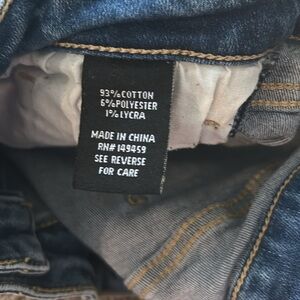 93%COTTON
6%POLYESTER
1%LYCRA
MADE IN CHINA
RN# 149459
SEE REVERSE
FOR CARE